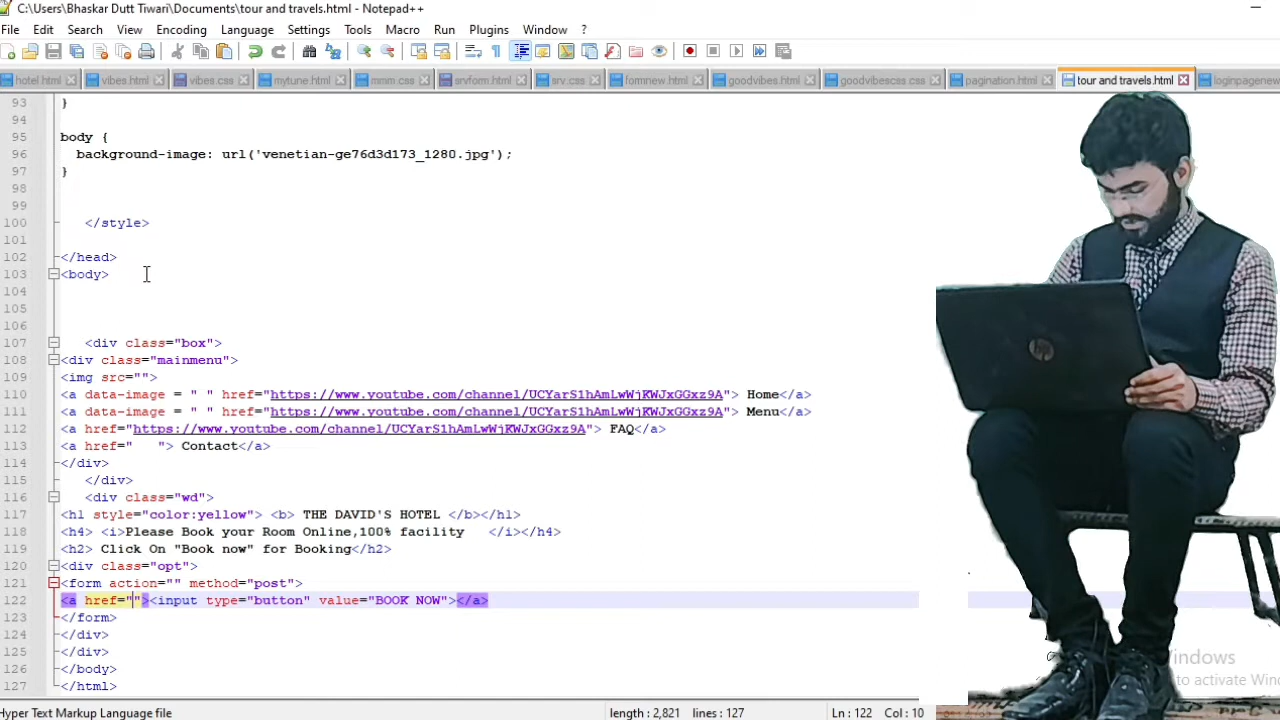 C:\Users\Bhaskar Dutt Tiwari\Documents\tour and travels.html - Notepad++
File Edit Search View Encoding Language Settings Tools Macro Run Plugins Window ?
hotel.html vibes.html vibes.css mytune.html mmm.css srvform.html srv.css formnew.html goodvibes.html goodvibescss.css pagination.html tour and travels.html loginpagenew
93 }
94
95 body {
96 background-image: url('venetian-ge76d3d173_1280.jpg');
97 }
98
99
100 </style>
101
102 </head>
103 <body>
104
105
106
107 <div class="box">
108 <div class="mainmenu">
109 <img src="">
110 <a data-image = " " href="https://www.youtube.com/channel/UCYarS1hAmLwWjKWJxGGxz9A"> Home</a>
111 <a data-image = " " href="https://www.youtube.com/channel/UCYarS1hAmLwWjKWJxGGxz9A"> Menu</a>
112 <a href="https://www.youtube.com/channel/UCYarS1hAmLwWjKWJxGGxz9A"> FAQ</a>
113 <a href="   "> Contact</a>
114 </div>
115 </div>
116 <div class="wd">
117 <h1 style="color:yellow"> <b> THE DAVID'S HOTEL </b></h1>
118 <h4> <i>Please Book your Room Online,100% facility   </i></h4>
119 <h2> Click On "Book now" for Booking</h2>
120 <div class="opt">
121 <form action="" method="post">
122 <a href=""><input type="button" value="BOOK NOW"></a>
123 </form>
124 </div>
125 </div>
126 </body>
127 </html>
indows
to activate Win
Hyper Text Markup Language file length : 2,821 lines : 127 Ln : 122 Col : 10